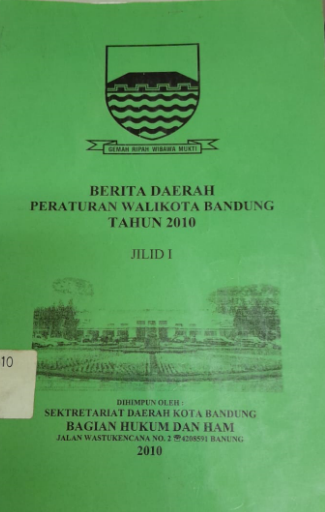 GEMAH RIPAH WIBAWA MUKTI
BERITA DAERAH
PERATURAN WALIKOTA BANDUNG
TAHUN 2010
JILID I
10
DIHIMPUN OLEH :
SEKTRETARIAT DAERAH KOTA BANDUNG
BAGIAN HUKUM DAN HAM
JALAN WASTUKENCANA NO. 2 ☎4208591 BANUNG
2010